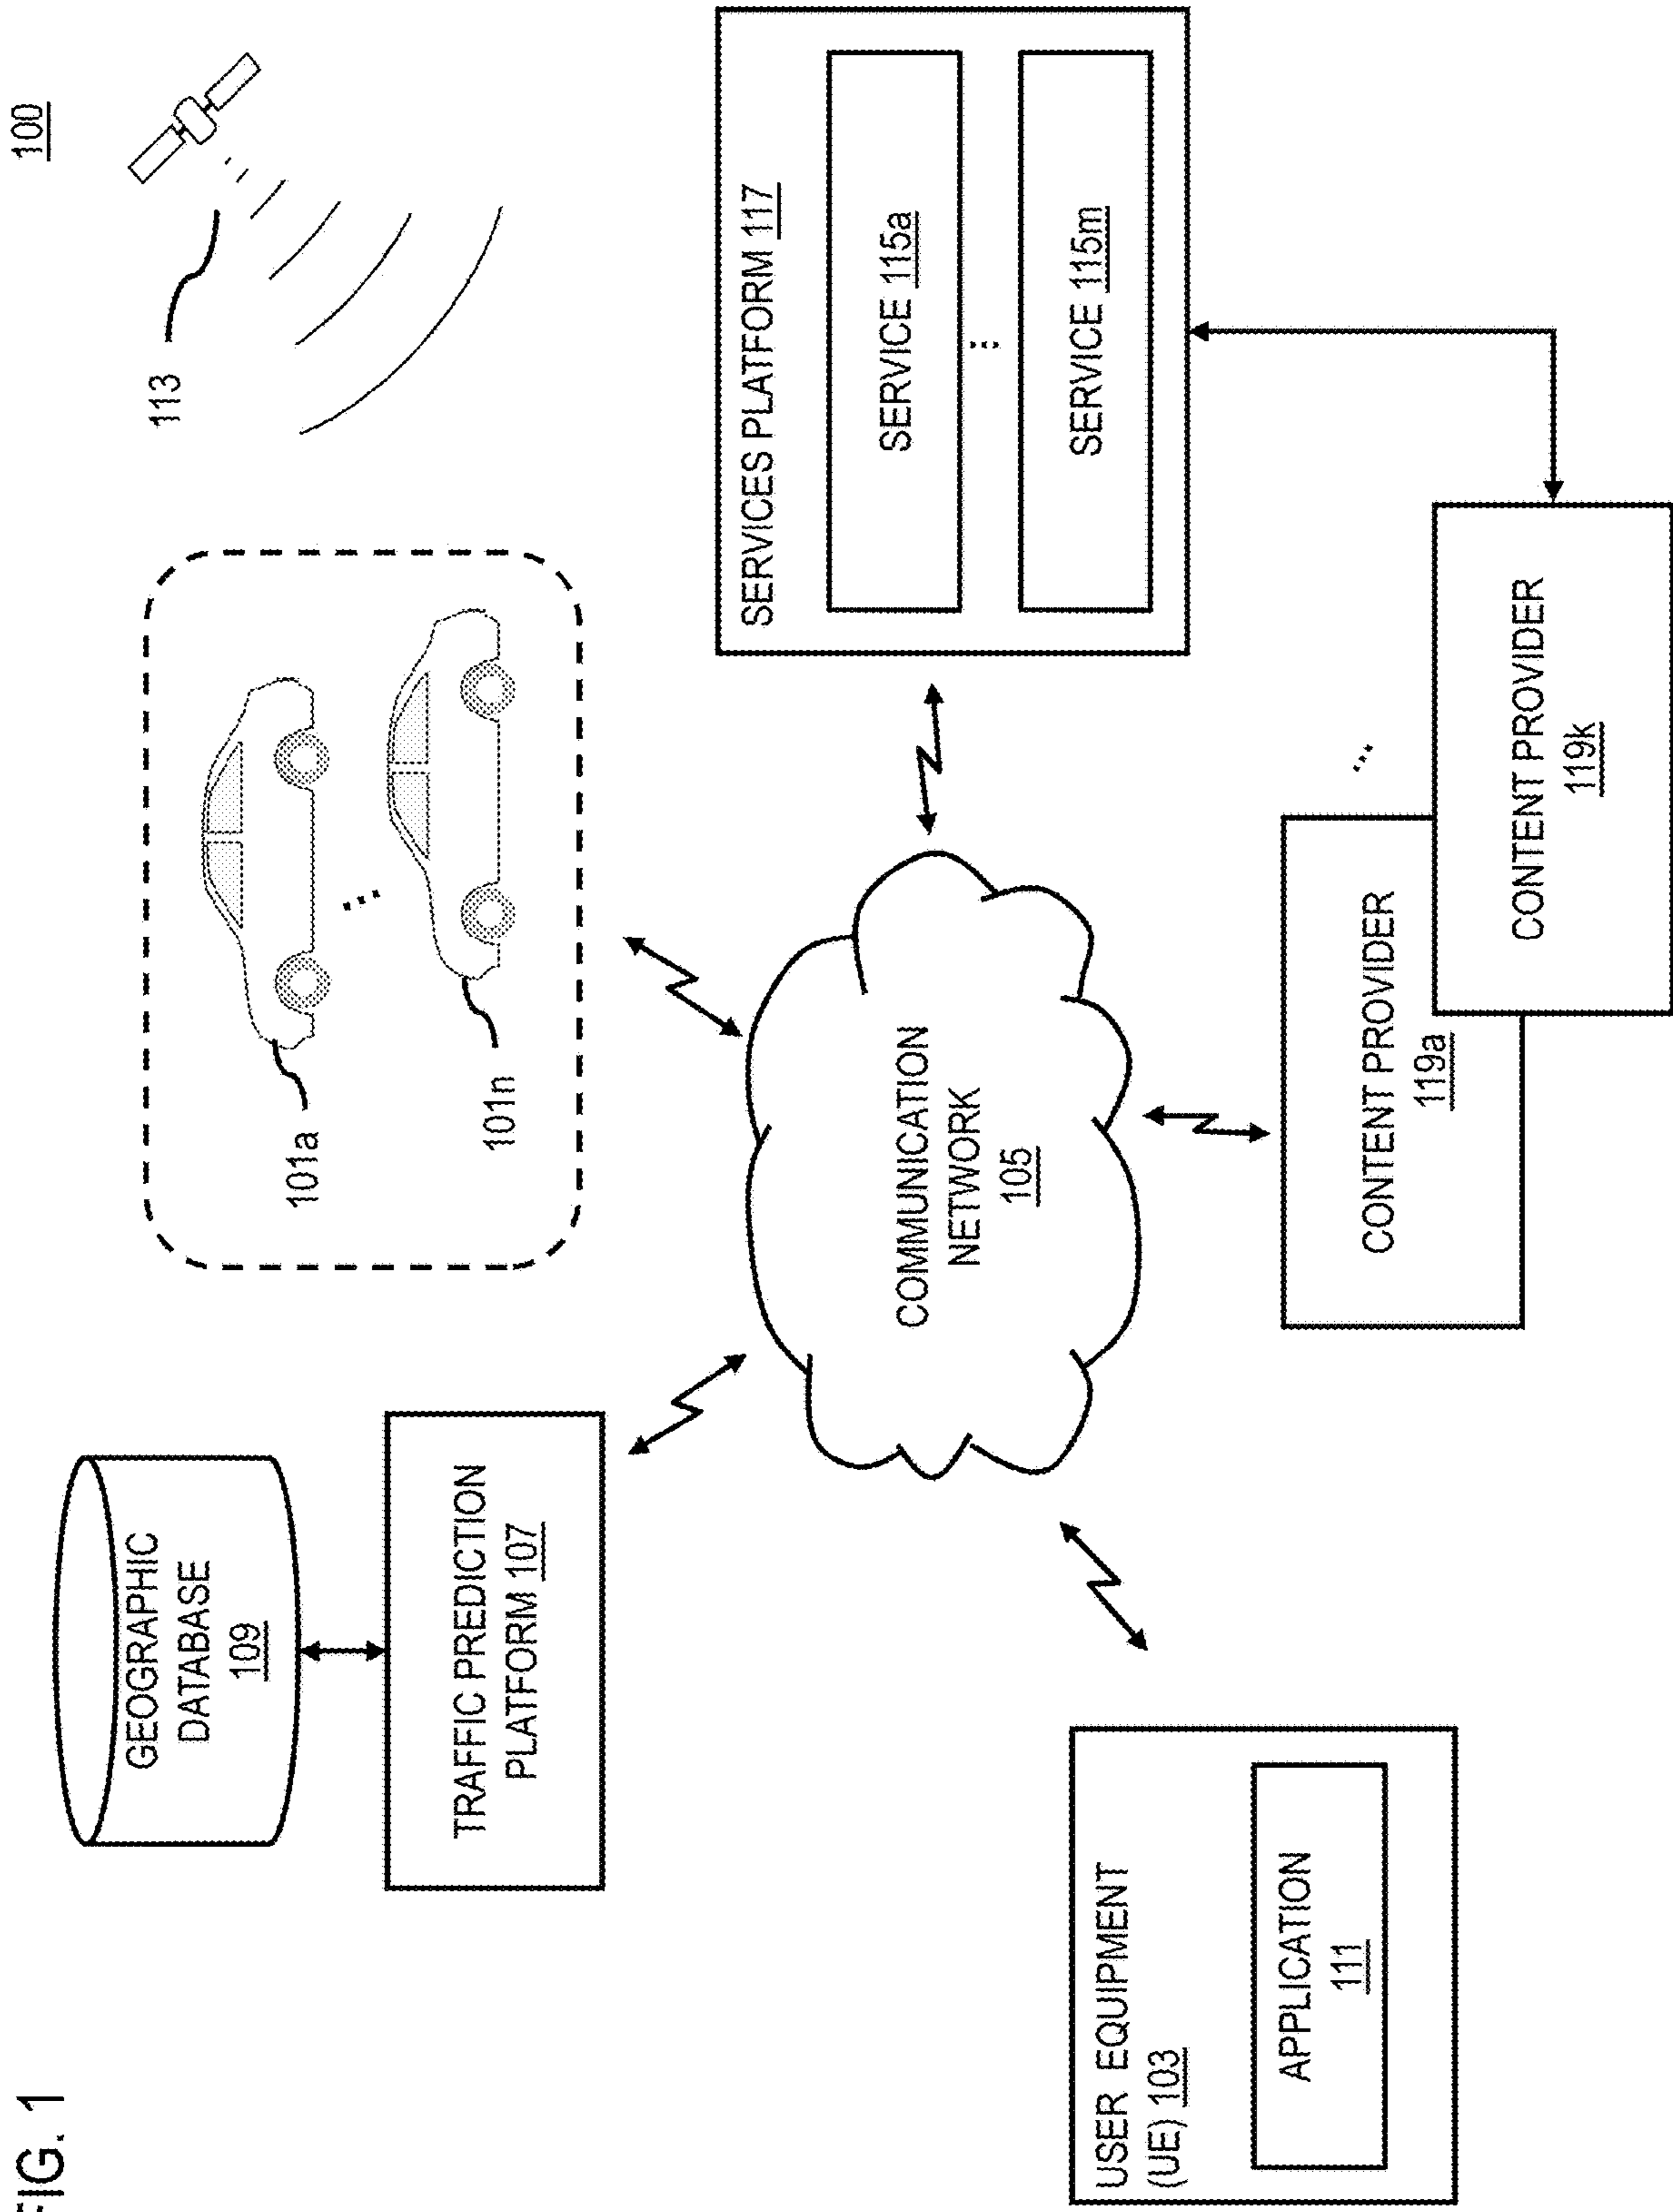 FIG. 1
100
GEOGRAPHIC
DATABASE
109
TRAFFIC PREDICTION
PLATFORM 107
101a
101n
113
COMMUNICATION
NETWORK
105
SERVICES PLATFORM 117
SERVICE 115a
...
SERVICE 115m
USER EQUIPMENT
(UE) 103
APPLICATION
111
CONTENT PROVIDER
119a
...
CONTENT PROVIDER
119k